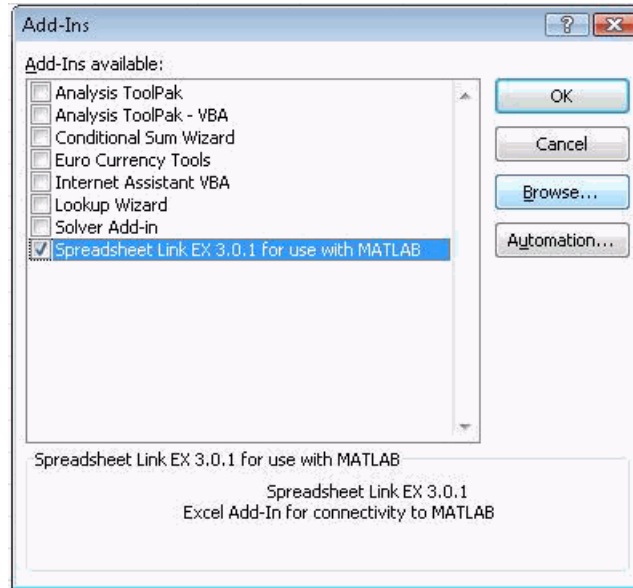 Add-Ins
?
Add-Ins available:
Analysis ToolPak
Analysis ToolPak - VBA
Conditional Sum Wizard
Euro Currency Tools
Internet Assistant VBA
Lookup Wizard
Solver Add-in
Spreadsheet Link EX 3.0.1 for use with MATLAB
OK
Cancel
Browse...
Automation...
Spreadsheet Link EX 3.0.1 for use with MATLAB
Spreadsheet Link EX 3.0.1
Excel Add-In for connectivity to MATLAB